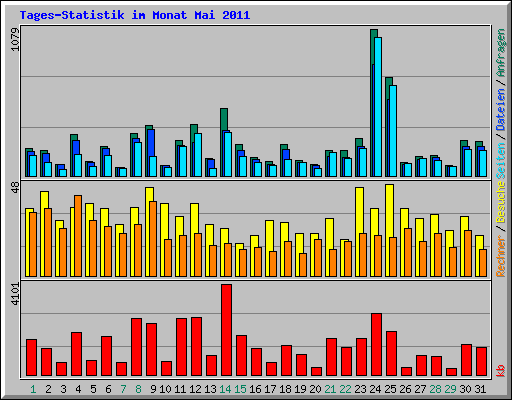 Tages-Statistik im Monat Mai 2011
1079
48
4101
Rechner / Besuche Seiten / Dateien / Anfragen
kb
1 2 3 4 5 6 7 8 9 10 11 12 13 14 15 16 17 18 19 20 21 22 23 24 25 26 27 28 29 30 31